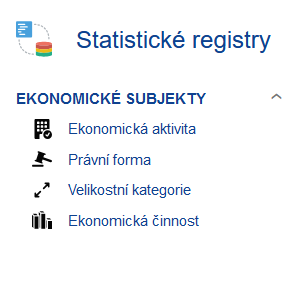 Statistické registry
EKONOMICKÉ SUBJEKTY
Ekonomická aktivita
Právní forma
Velikostní kategorie
Ekonomická činnost